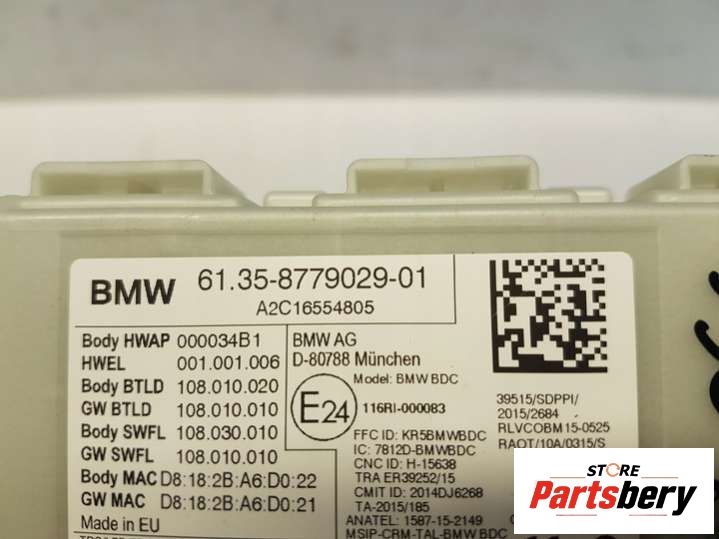 BMW 61.35-8779029-01
A2C16554805
Body HWAP 000034B1
HWEL 001.001.006
Body BTLD 108.010.020
GW BTLD 108.010.010
Body SWFL 108.030.010
GW SWFL 108.010.010
Body MAC D8:18:2B:A6:D0:22
GW MAC D8:18:2B:A6:D0:21
Made in EU
BMW AG
D-80788 München
Model: BMW BDC
E24
116RI-000083
FFC ID: KR5BMWBDC
IC: 7812D-BMWBDC
CNC ID: H-15638
TRA ER39252/15
CMIT ID: 2014DJ6268
TA-2015/185
ANATEL: 1587-15-2149
MSIP-CRM-TAL-BMW BDC
39515/SDPPI/
2015/2684
RLVCOBM15-0525
RAQT/10A/0315/S
STORE
Partsbery